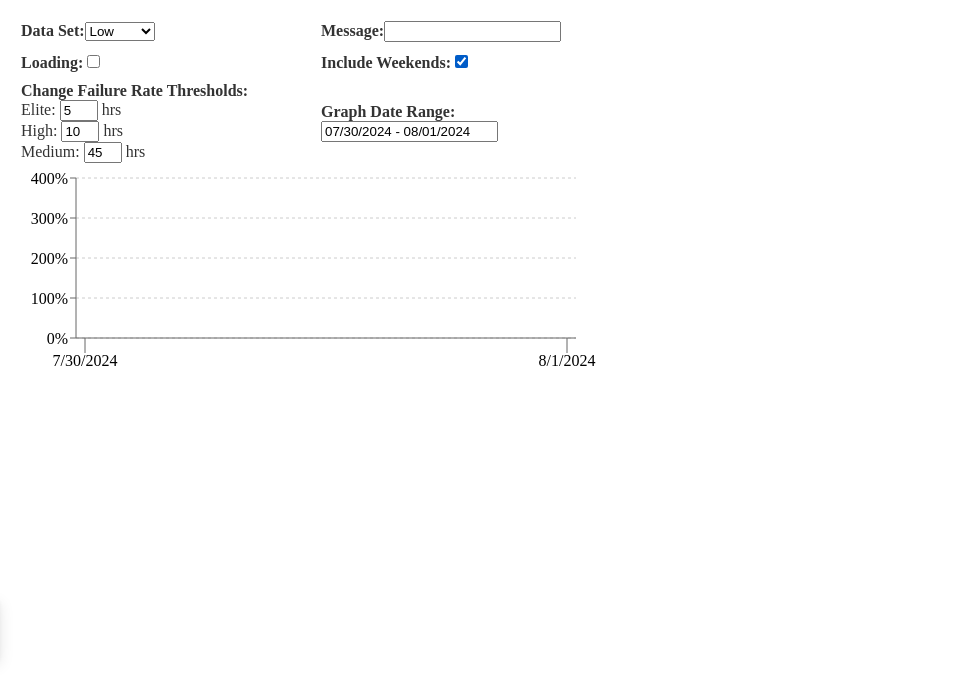 Data Set: Low
Message:
Loading:
Include Weekends:
Change Failure Rate Thresholds:
Elite: 5 hrs
High: 10 hrs
Medium: 45 hrs
Graph Date Range:
07/30/2024 - 08/01/2024
400%
300%
200%
100%
0%
7/30/2024 8/1/2024